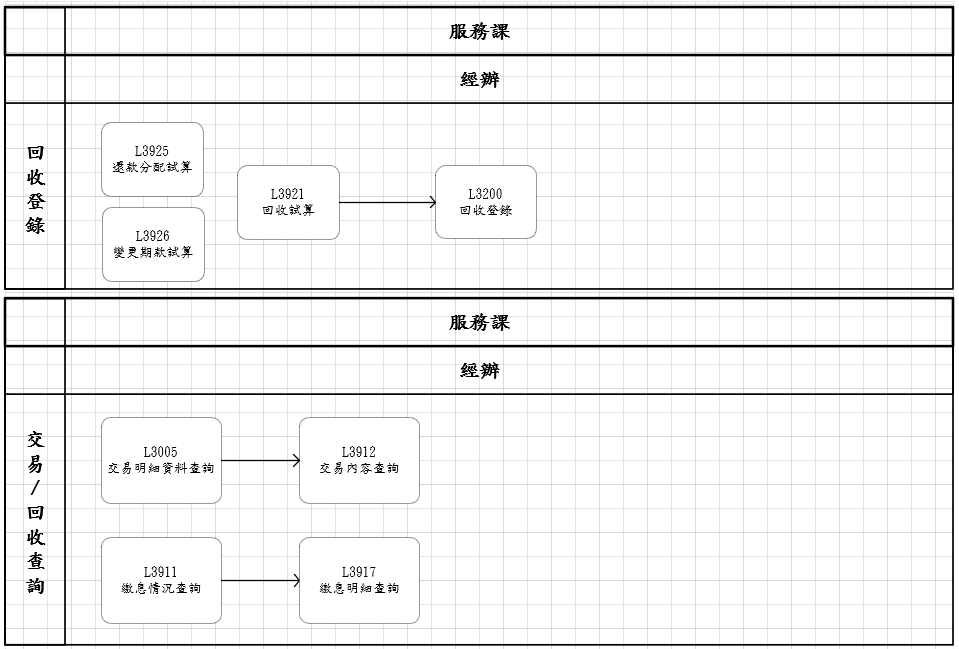 服務課
經辦
回收登錄
L3925
還款分配試算
L3926
變更期款試算
L3921
回收試算
L3200
回收登錄
服務課
經辦
交易/回收查詢
L3005
交易明細資料查詢
L3912
交易內容查詢
L3911
繳息情況查詢
L3917
繳息明細查詢